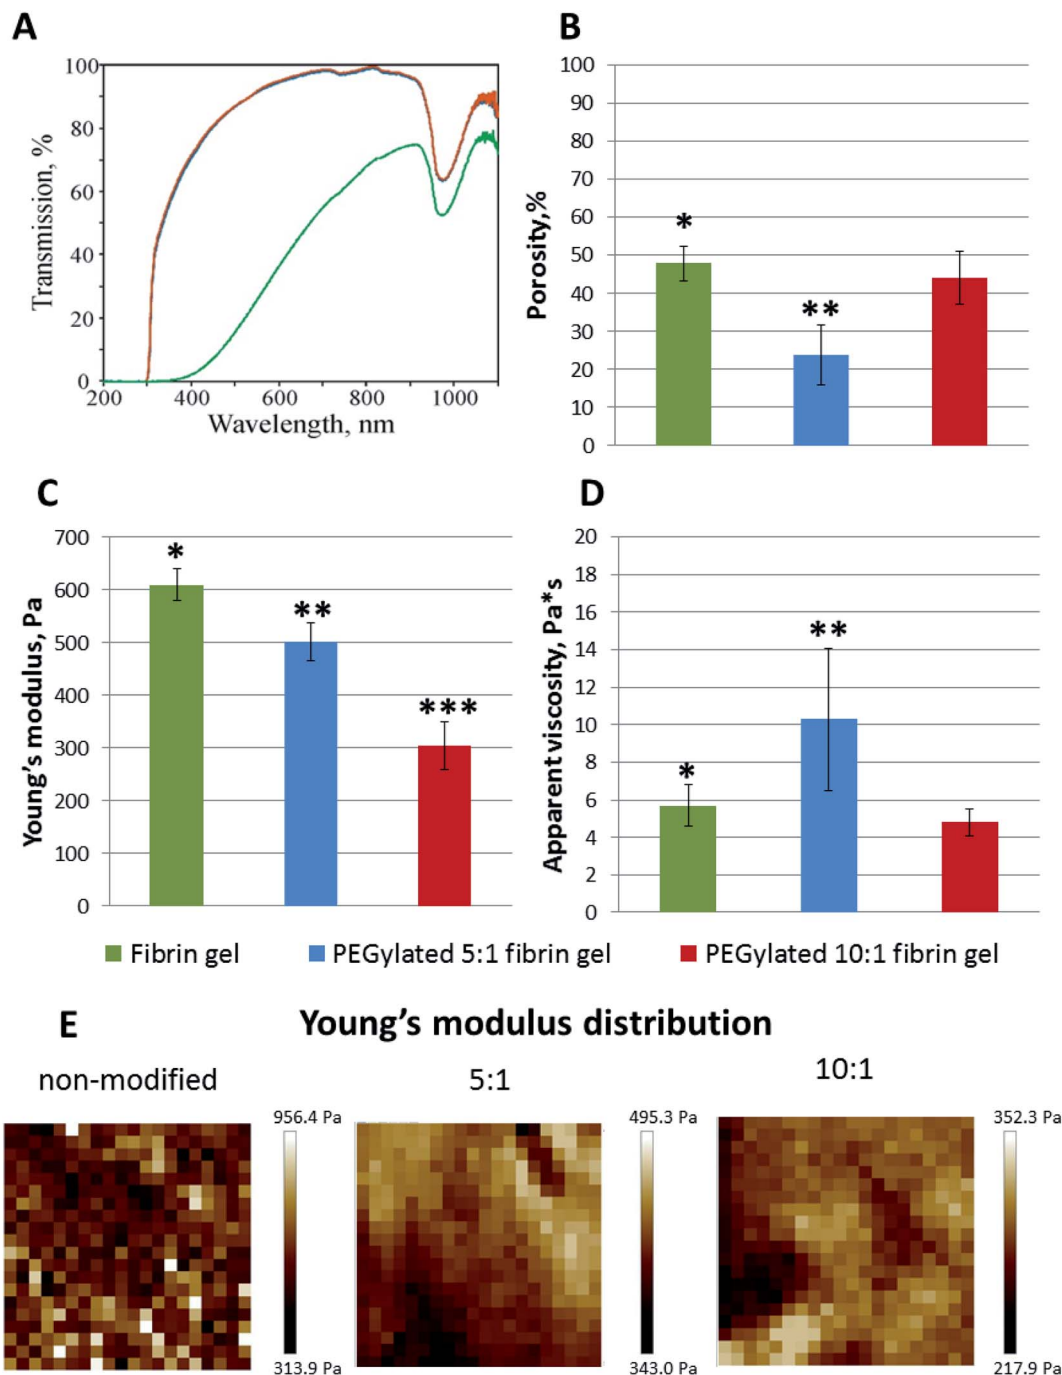 A
Transmission, %
100
80
60
40
20
0
200 400 600 800 1000
Wavelength, nm
B
Porosity,%
100
90
80
70
60
50
40
30
20
10
0
*
**
C
Young's modulus, Pa
700
600
500
400
300
200
100
0
*
**
***
D
Apparent viscosity, Pa*s
20
18
16
14
12
10
8
6
4
2
0
*
**
Fibrin gel PEGylated 5:1 fibrin gel PEGylated 10:1 fibrin gel
E
Young's modulus distribution
non-modified
5:1
10:1
956.4 Pa
313.9 Pa
495.3 Pa
343.0 Pa
352.3 Pa
217.9 Pa